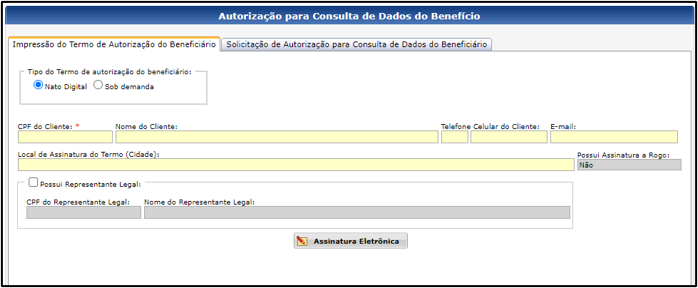 Autorização para Consulta de Dados do Benefício
Impressão do Termo de Autorização do Beneficiário Solicitação de Autorização para Consulta de Dados do Beneficiário
Tipo do Termo de autorização do beneficiário:
Nato Digital Sob demanda
CPF do Cliente: * Nome do Cliente: Telefone Celular do Cliente: E-mail:
Local de Assinatura do Termo (Cidade): Possui Assinatura a Rogo:
Não
Possui Representante Legal:
CPF do Representante Legal: Nome do Representante Legal:
Assinatura Eletrônica